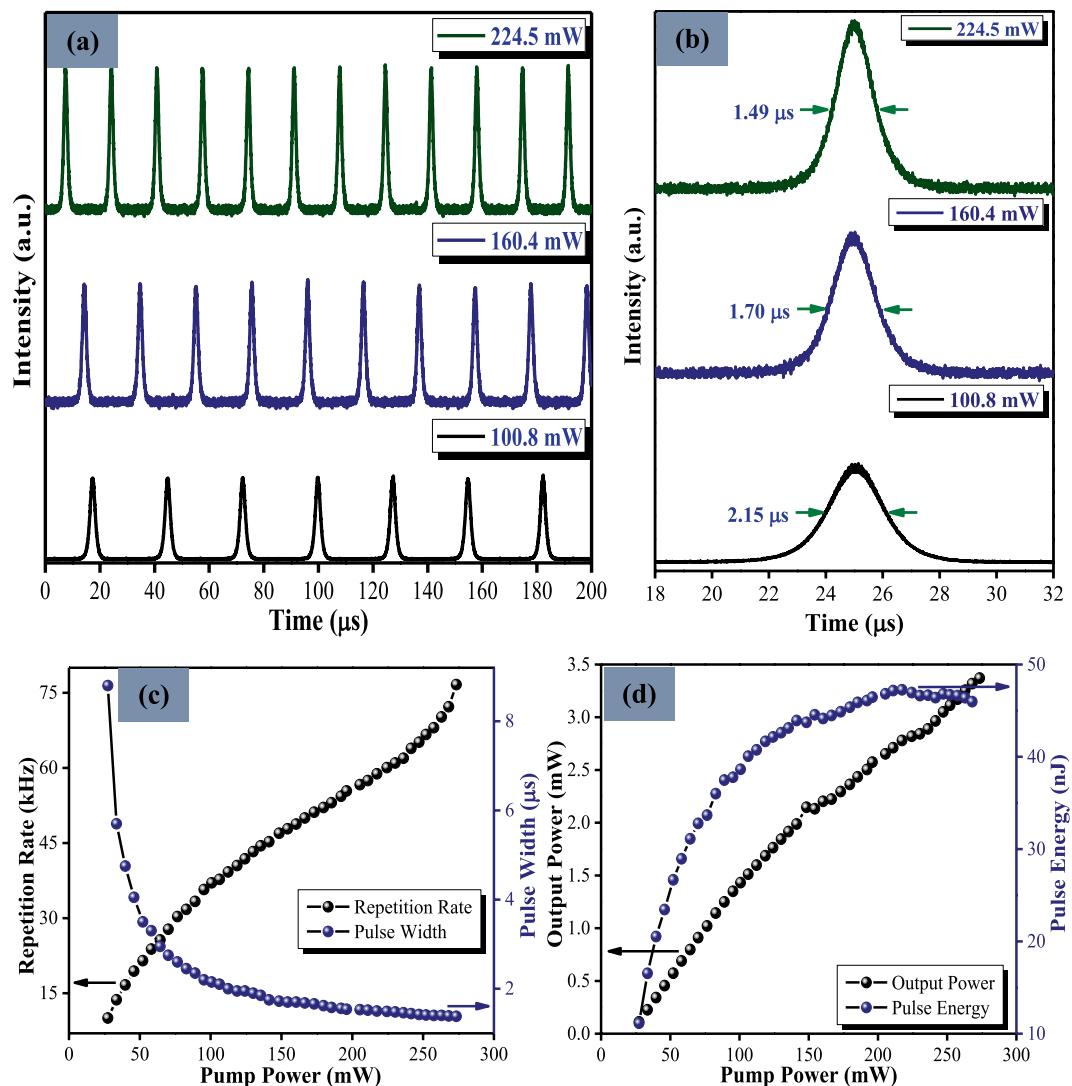 (a)
224.5 mW
160.4 mW
100.8 mW
Intensity (a.u.)
0 20 40 60 80 100 120 140 160 180 200
Time (μs)
(b)
224.5 mW
1.49 μs
160.4 mW
1.70 μs
100.8 mW
2.15 μs
Intensity (a.u.)
18 20 22 24 26 28 30 32
Time (μs)
(c)
75
60
45
30
15
Repetition Rate (kHz)
8
6
4
2
Pulse Width (μs)
Repetition Rate
Pulse Width
0 50 100 150 200 250 300
Pump Power (mW)
(d)
3.5
3.0
2.5
2.0
1.5
1.0
0.5
0.0
Output Power (mW)
50
40
30
20
10
Pulse Energy (nJ)
Output Power
Pulse Energy
0 50 100 150 200 250 300
Pump Power (mW)